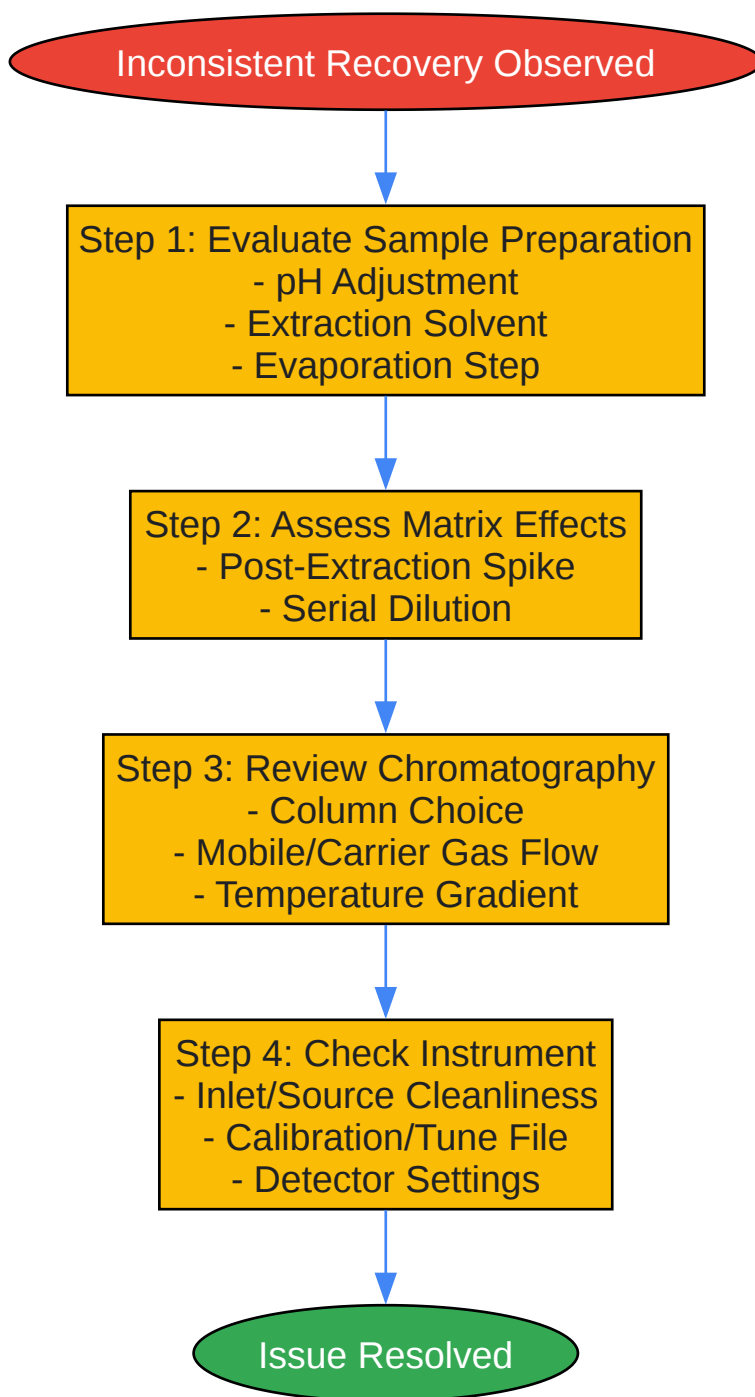 Inconsistent Recovery Observed
Step 1: Evaluate Sample Preparation
- pH Adjustment
- Extraction Solvent
- Evaporation Step
Step 2: Assess Matrix Effects
- Post-Extraction Spike
- Serial Dilution
Step 3: Review Chromatography
- Column Choice
- Mobile/Carrier Gas Flow
- Temperature Gradient
Step 4: Check Instrument
- Inlet/Source Cleanliness
- Calibration/Tune File
- Detector Settings
Issue Resolved